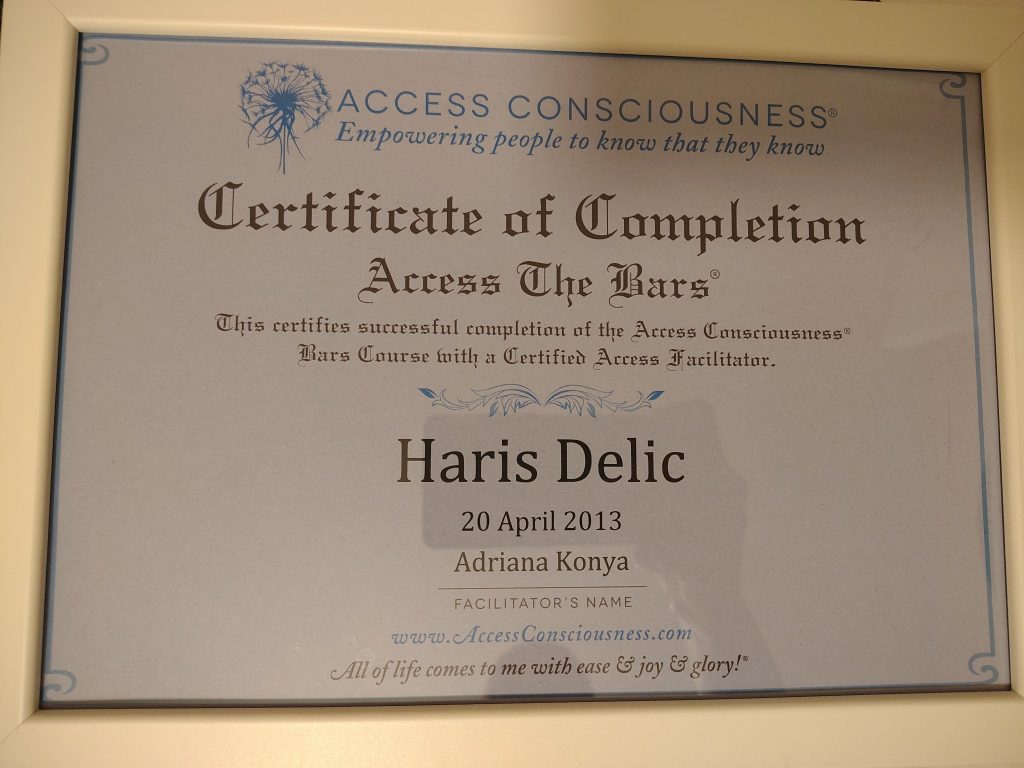 ACCESS CONSCIOUSNESS®
Empowering people to know that they know
Certificate of Completion
Access The Bars®
This certifies successful completion of the Access Consciousness®
Bars Course with a Certified Access Facilitator.
Haris Delic
20 April 2013
Adriana Konya
FACILITATOR'S NAME
www.AccessConsciousness.com
All of life comes to me with ease & joy & glory!®